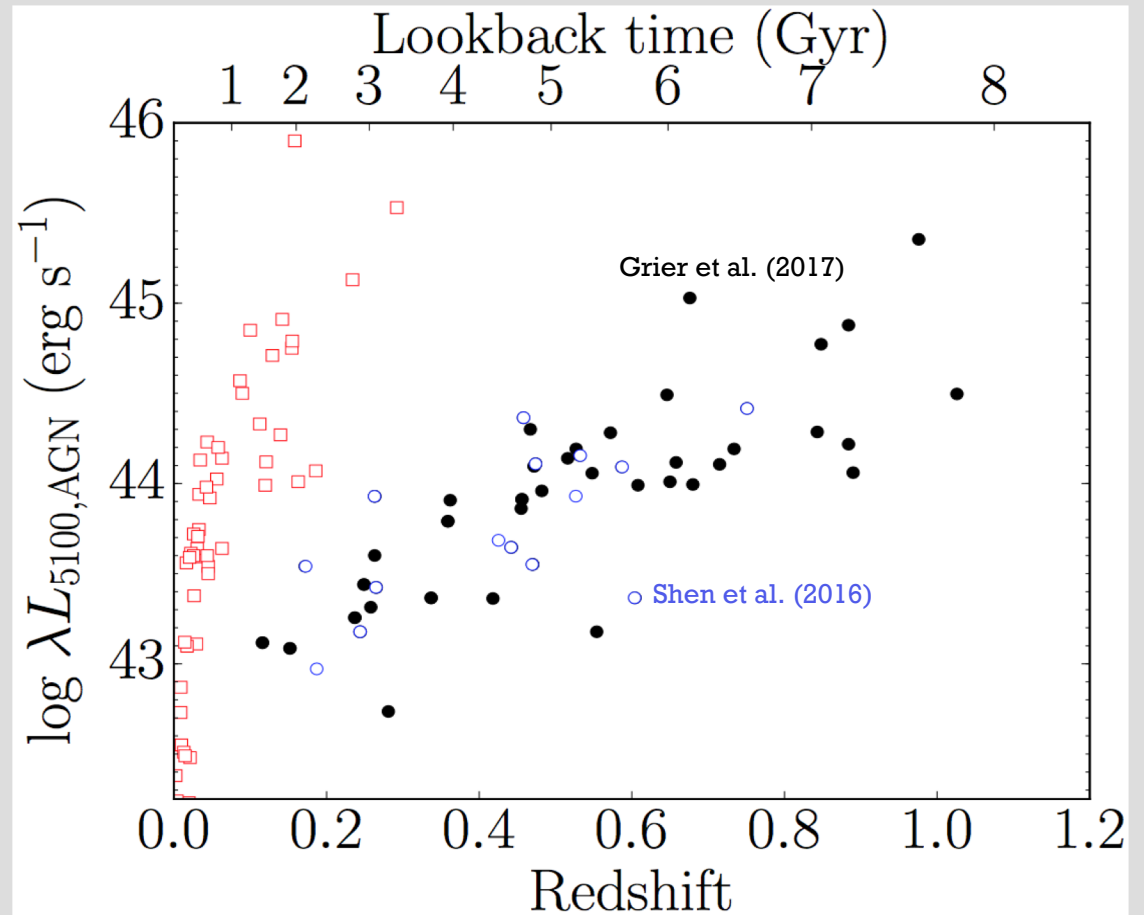 Lookback time (Gyr)
1 2 3 4 5 6 7 8
46
45
44
43
log λL5100,AGN (erg s−1)
Grier et al. (2017)
Shen et al. (2016)
0.0 0.2 0.4 0.6 0.8 1.0 1.2
Redshift